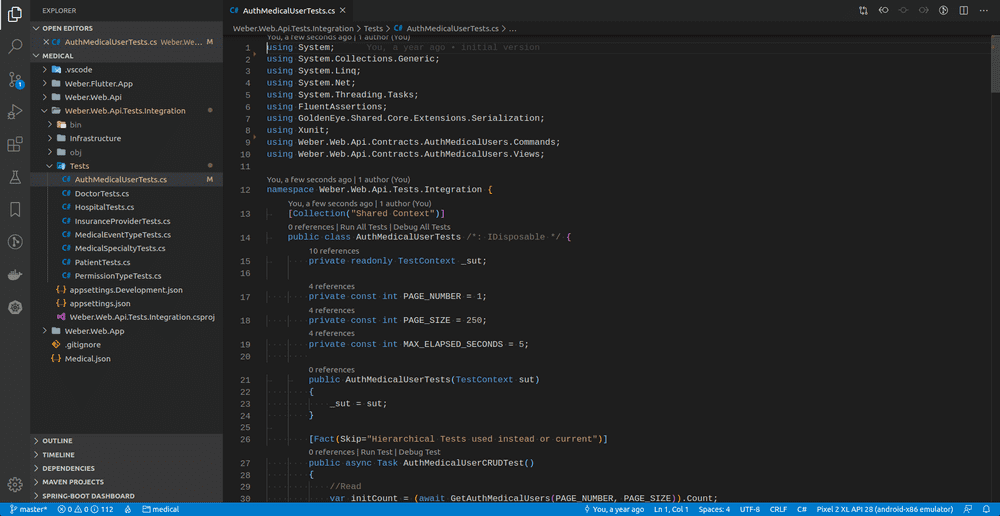 EXPLORER
OPEN EDITORS
AuthMedicalUserTests.cs Weber.We... M
MEDICAL
.vscode
Weber.Flutter.App
Weber.Web.Api
Weber.Web.Api.Tests.Integration
bin
Infrastructure
obj
Tests
AuthMedicalUserTests.cs M
DoctorTests.cs
HospitalTests.cs
InsuranceProviderTests.cs
MedicalEventTypeTests.cs
MedicalSpecialtyTests.cs
PatientTests.cs
PermissionTypeTests.cs
appsettings.Development.json
appsettings.json
Weber.Web.Api.Tests.Integration.csproj
Weber.Web.App
.gitignore
Medical.json
OUTLINE
TIMELINE
DEPENDENCIES
MAVEN PROJECTS
SPRING-BOOT DASHBOARD
1
AuthMedicalUserTests.cs
Weber.Web.Api.Tests.Integration > Tests > AuthMedicalUserTests.cs > ...
You, a few seconds ago | 1 author (You)
1 using System; You, a year ago • initial version
2 using System.Collections.Generic;
3 using System.Linq;
4 using System.Net;
5 using System.Threading.Tasks;
6 using FluentAssertions;
7 using GoldenEye.Shared.Core.Extensions.Serialization;
8 using Xunit;
9 using Weber.Web.Api.Contracts.AuthMedicalUsers.Commands;
10 using Weber.Web.Api.Contracts.AuthMedicalUsers.Views;
11
You, a few seconds ago | 1 author (You)
12 namespace Weber.Web.Api.Tests.Integration {
You, a few seconds ago | 1 author (You)
13 [Collection("Shared Context")]
0 references | Run All Tests | Debug All Tests
14 public class AuthMedicalUserTests /*: IDisposable */ {
10 references
15 private readonly TestContext _sut;
16
4 references
17 private const int PAGE_NUMBER = 1;
4 references
18 private const int PAGE_SIZE = 250;
4 references
19 private const int MAX_ELAPSED_SECONDS = 5;
20
0 references
21 public AuthMedicalUserTests(TestContext sut)
22 {
23 _sut = sut;
24 }
25
26 [Fact(Skip="Hierarchical Tests used instead or current")]
0 references | Run Test | Debug Test
27 public async Task AuthMedicalUserCRUDTest()
28 {
29 //Read
30 var initCount = (await GetAuthMedicalUsers(PAGE_NUMBER, PAGE_SIZE)).Count;
master* 0 0 112 medical You, a year ago Ln 1, Col 1 Spaces: 4 UTF-8 CRLF C# Pixel 2 XL API 28 (android-x86 emulator)